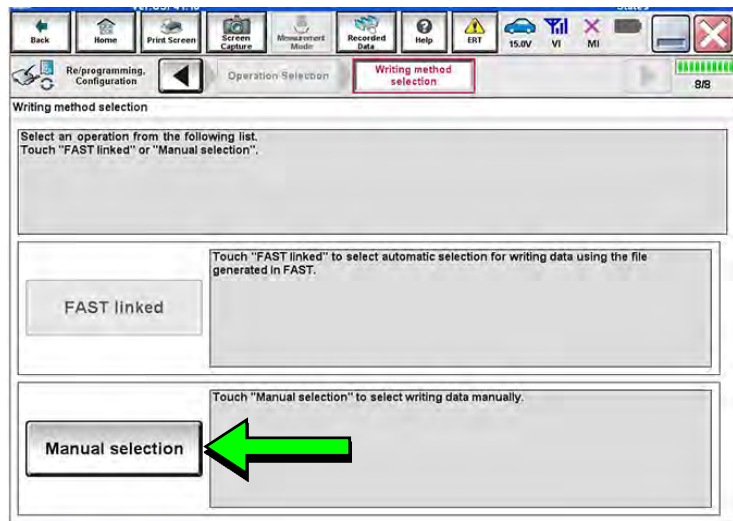 Back
Home
Print Screen
Screen
Capture
Measurement
Mode
Recorded
Data
Help
ERT
15.0V
VI
MI
Re/programming,
Configuration
Operation Selection
Writing method
selection
8/8
Writing method selection
Select an operation from the following list.
Touch "FAST linked" or "Manual selection".
FAST linked
Touch "FAST linked" to select automatic selection for writing data using the file
generated in FAST.
Manual selection
Touch "Manual selection" to select writing data manually.